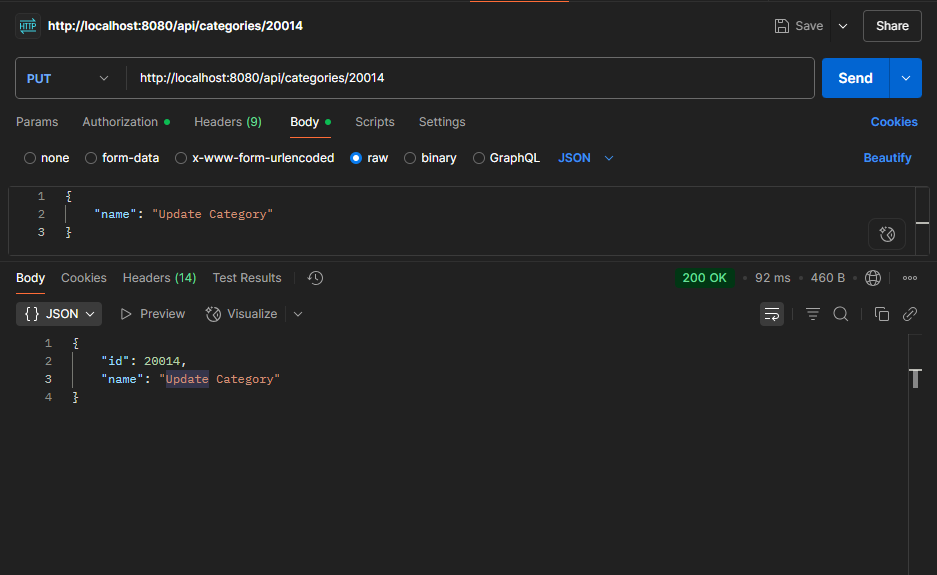 HTTP http://localhost:8080/api/categories/20014 Save Share
PUT http://localhost:8080/api/categories/20014 Send
Params Authorization Headers (9) Body Scripts Settings Cookies
none form-data x-www-form-urlencoded raw binary GraphQL JSON Beautify
1 {
2 "name": "Update Category"
3 }
Body Cookies Headers (14) Test Results 200 OK • 92 ms • 460 B •
{} JSON Preview Visualize
1 {
2 "id": 20014,
3 "name": "Update Category"
4 }